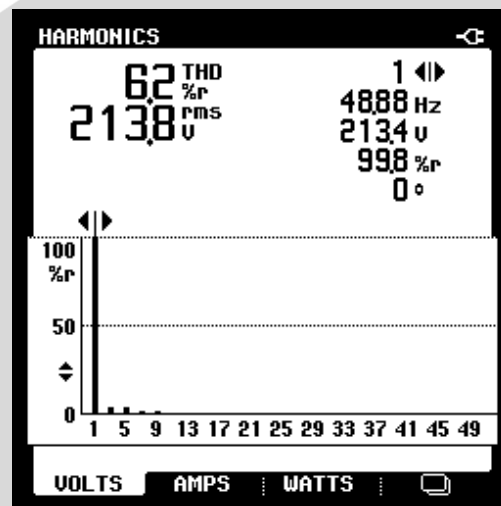 HARMONICS
6.2 THD %r
213.8 rms V
1
48.88 Hz
213.4 V
99.8 %r
0 °
100
%r
50
0
1 5 9 13 17 21 25 29 33 37 41 45 49
VOLTS AMPS WATTS